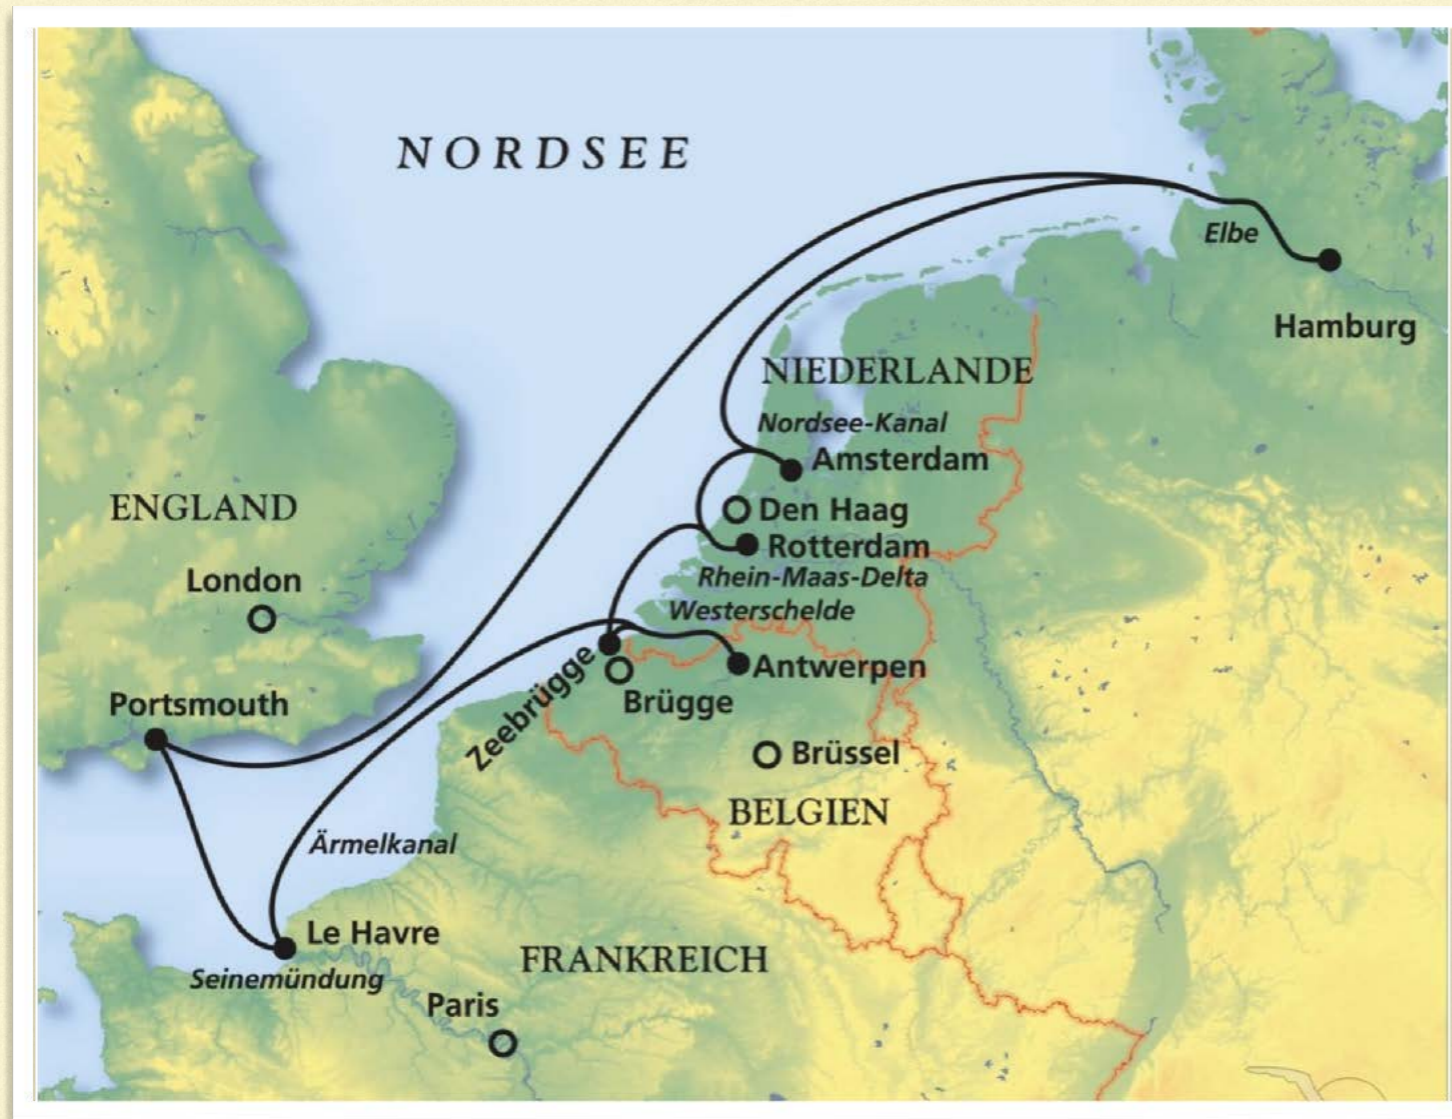 NORDSEE
Elbe
Hamburg
NIEDERLANDE
Nordsee-Kanal
Amsterdam
ENGLAND
Den Haag
Rotterdam
London
Rhein-Maas-Delta
Westerschelde
Zeebrügge
Antwerpen
Brügge
Portsmouth
Brüssel
BELGIEN
Ärmelkanal
Le Havre
FRANKREICH
Seinemündung
Paris